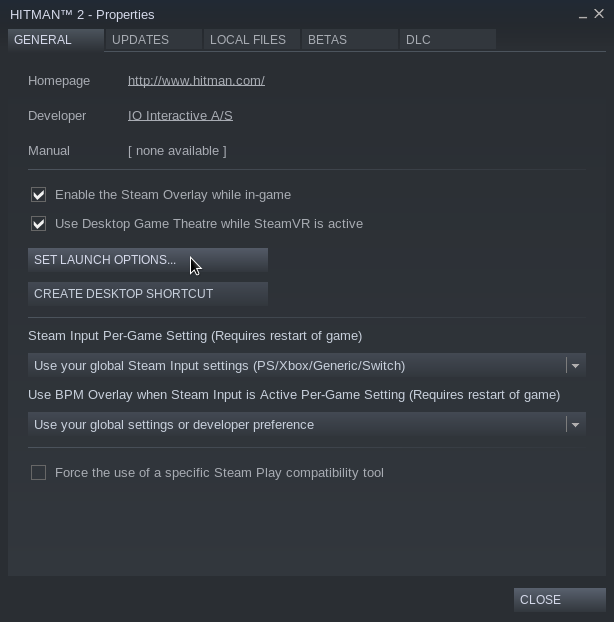 HITMAN™ 2 - Properties
GENERAL UPDATES LOCAL FILES BETAS DLC
Homepage http://www.hitman.com/
Developer IO Interactive A/S
Manual [ none available ]
Enable the Steam Overlay while in-game
Use Desktop Game Theatre while SteamVR is active
SET LAUNCH OPTIONS...
CREATE DESKTOP SHORTCUT
Steam Input Per-Game Setting (Requires restart of game)
Use your global Steam Input settings (PS/Xbox/Generic/Switch)
Use BPM Overlay when Steam Input is Active Per-Game Setting (Requires restart of game)
Use your global settings or developer preference
Force the use of a specific Steam Play compatibility tool
CLOSE